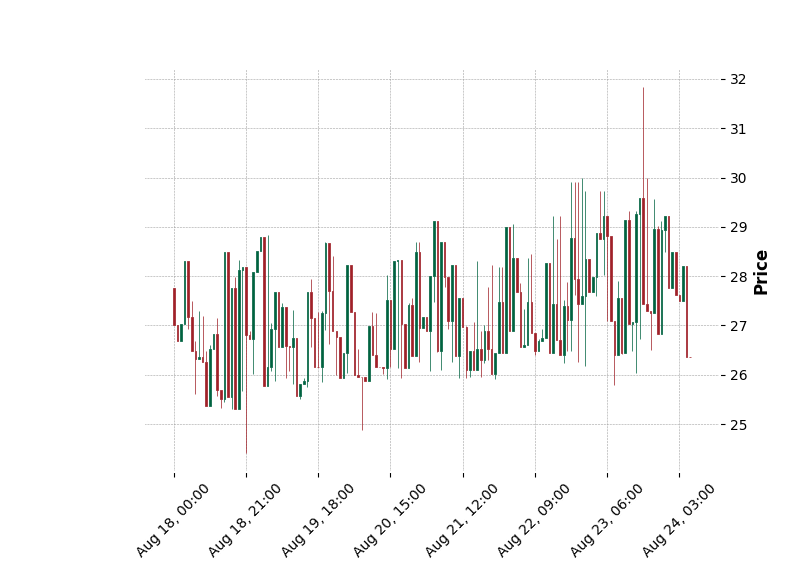 32
31
30
29
28
27
26
25
Price
Aug 18, 00:00
Aug 18, 21:00
Aug 19, 18:00
Aug 20, 15:00
Aug 21, 12:00
Aug 22, 09:00
Aug 23, 06:00
Aug 24, 03:00